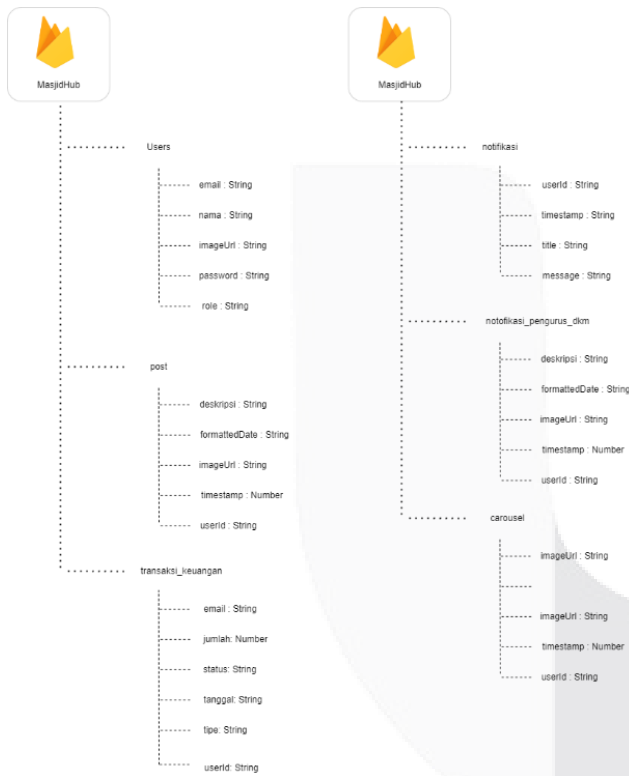 MasjidHub
Users
email : String
nama : String
imageUrl : String
password : String
role : String
post
deskripsi : String
formattedDate : String
imageUrl : String
timestamp : Number
userId : String
transaksi_keuangan
email : String
jumlah: Number
status: String
tanggal: String
tipe: String
userId: String
MasjidHub
notifikasi
userId : String
timestamp : String
title : String
message : String
notofikasi_pengurus_dkm
deskripsi : String
formattedDate : String
imageUrl : String
timestamp : Number
userId : String
carousel
imageUrl : String
imageUrl : String
timestamp : Number
userId : String